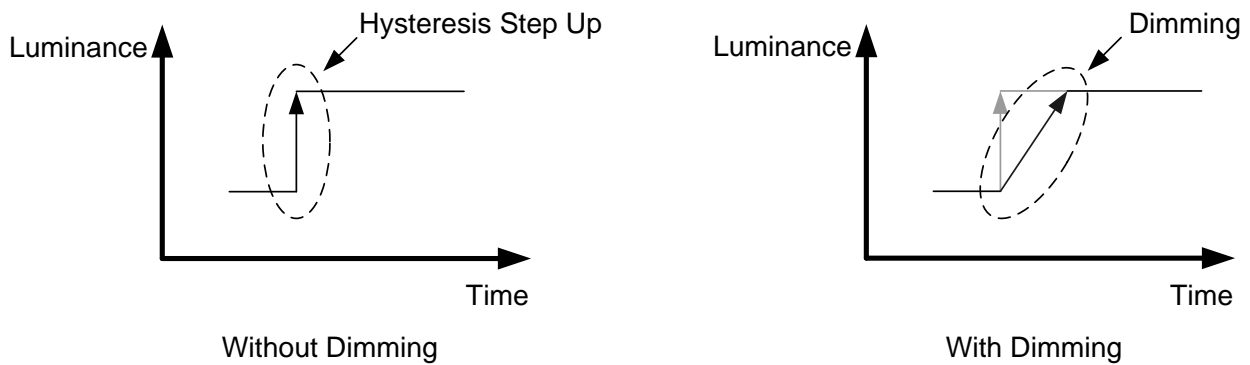 Hysteresis Step Up
Luminance
Time
Without Dimming
Dimming
Luminance
Time
With Dimming